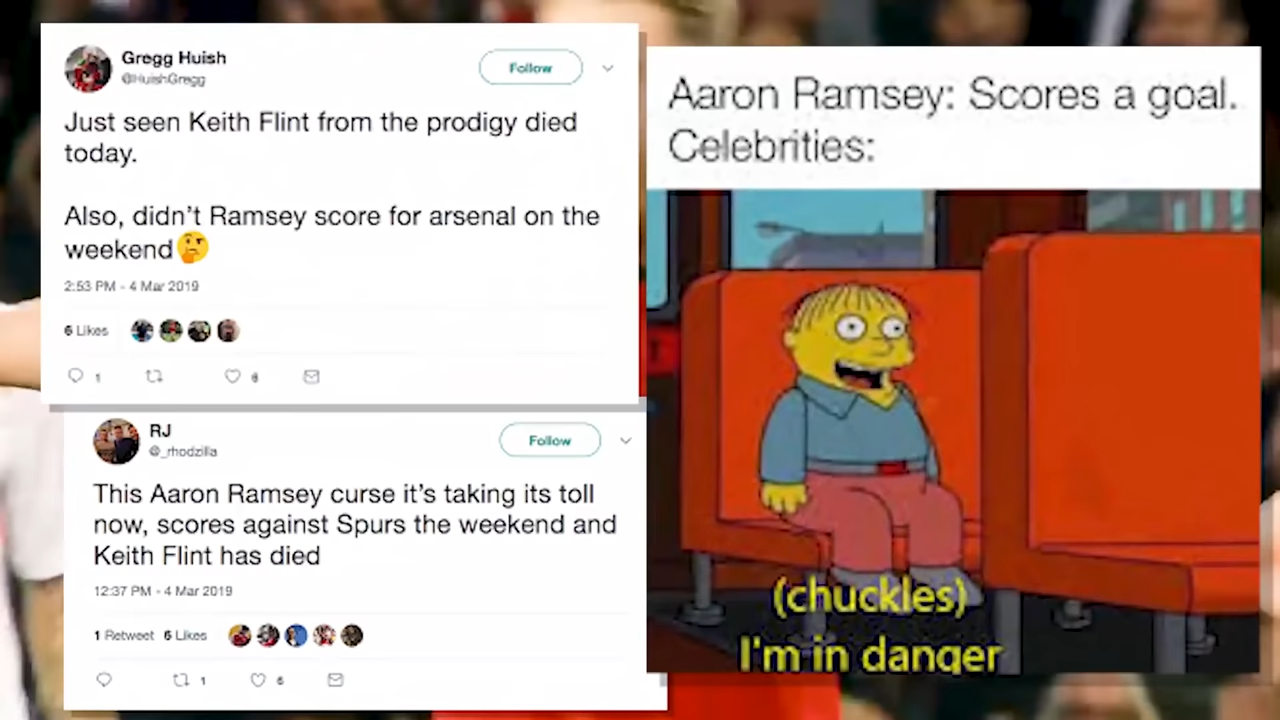 Gregg Huish
@HuishGregg
Follow
Just seen Keith Flint from the prodigy died
today.
Also, didn't Ramsey score for arsenal on the
weekend🤔
2:53 PM - 4 Mar 2019
6 Likes
1
6
RJ
@_rhodzilla
Follow
This Aaron Ramsey curse it's taking its toll
now, scores against Spurs the weekend and
Keith Flint has died
12:37 PM - 4 Mar 2019
1 Retweet 6 Likes
1
6
Aaron Ramsey: Scores a goal.
Celebrities:
(chuckles)
I'm in danger